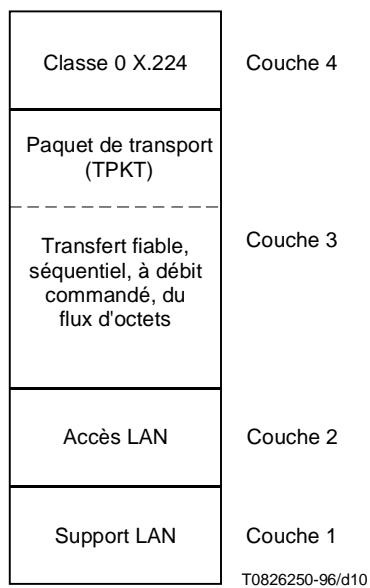 Classe 0 X.224
Couche 4
Paquet de transport
(TPKT)
Transfert fiable,
séquentiel, à débit
commandé, du
flux d'octets
Couche 3
Accès LAN
Couche 2
Support LAN
Couche 1
T0826250-96/d10